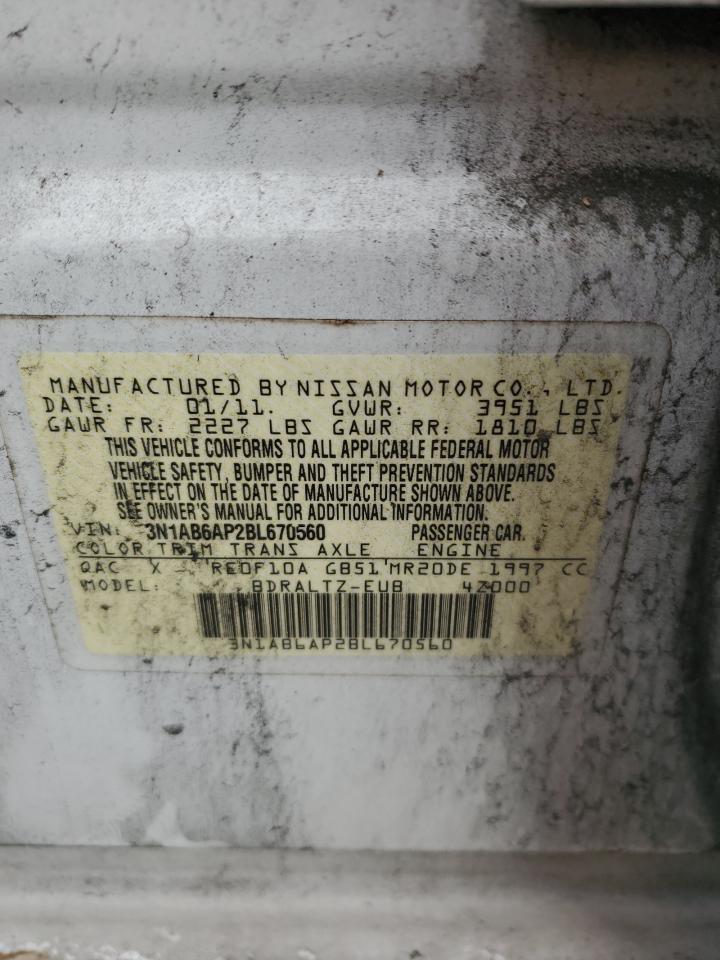 MANUFACTURED BY NISSAN MOTOR CO., LTD.
DATE: 01/11. GVWR: 3951 LBS
GAWR FR: 2227 LBS GAWR RR: 1810 LBS
THIS VEHICLE CONFORMS TO ALL APPLICABLE FEDERAL MOTOR
VEHICLE SAFETY, BUMPER AND THEFT PREVENTION STANDARDS
IN EFFECT ON THE DATE OF MANUFACTURE SHOWN ABOVE.
SEE OWNER'S MANUAL FOR ADDITIONAL INFORMATION.
VIN: 3N1AB6AP2BL670560 PASSENGER CAR.
COLOR TRIM TRANS AXLE ENGINE
QAC X RE0F10A GB51 MR20DE 1997 CC
MODEL: BDRALTZ-EUB 4Z000
3N1AB6AP2BL670560